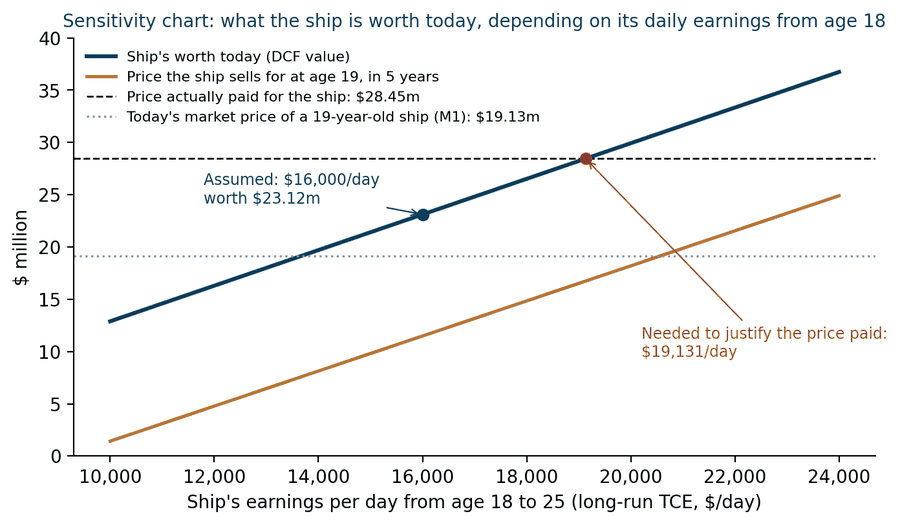 Sensitivity chart: what the ship is worth today, depending on its daily earnings from age 18
Ship's worth today (DCF value)
Price the ship sells for at age 19, in 5 years
Price actually paid for the ship: $28.45m
Today's market price of a 19-year-old ship (M1): $19.13m
Assumed: $16,000/day
worth $23.12m
Needed to justify the price paid:
$19,131/day
$ million
40
35
30
25
20
15
10
5
0
10,000 12,000 14,000 16,000 18,000 20,000 22,000 24,000
Ship's earnings per day from age 18 to 25 (long-run TCE, $/day)